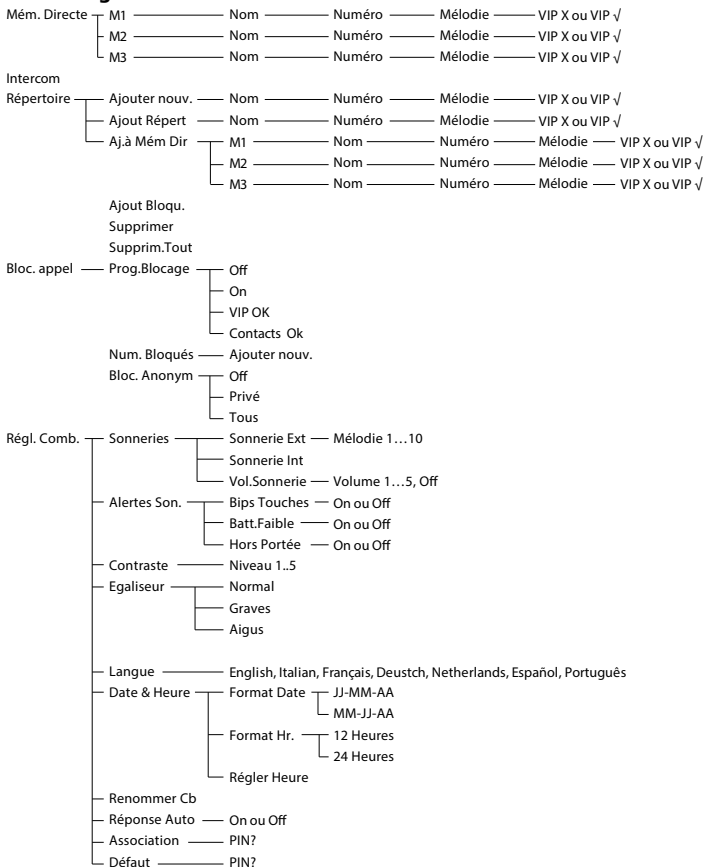 Mém. Directe M1 Nom Numéro Mélodie VIP X ou VIP √
M2 Nom Numéro Mélodie VIP X ou VIP √
M3 Nom Numéro Mélodie VIP X ou VIP √
Intercom
Répertoire Ajouter nouv. Nom Numéro Mélodie VIP X ou VIP √
Ajout Répert Nom Numéro Mélodie VIP X ou VIP √
Aj.à Mém Dir M1 Nom Numéro Mélodie VIP X ou VIP √
M2 Nom Numéro Mélodie VIP X ou VIP √
M3 Nom Numéro Mélodie VIP X ou VIP √
Ajout Bloqu.
Supprimer
Supprim.Tout
Bloc. appel Prog.Blocage Off
On
VIP OK
Contacts Ok
Num. Bloqués Ajouter nouv.
Bloc. Anonym Off
Privé
Tous
Régl. Comb. Sonneries Sonnerie Ext Mélodie 1…10
Sonnerie Int
Vol.Sonnerie Volume 1…5, Off
Alertes Son. Bips Touches On ou Off
Batt.Faible On ou Off
Hors Portée On ou Off
Contraste Niveau 1..5
Egaliseur Normal
Graves
Aigus
Langue English, Italian, Français, Deustch, Netherlands, Español, Português
Date & Heure Format Date JJ-MM-AA
MM-JJ-AA
Format Hr. 12 Heures
24 Heures
Régler Heure
Renommer Cb
Réponse Auto On ou Off
Association PIN?
Défaut PIN?